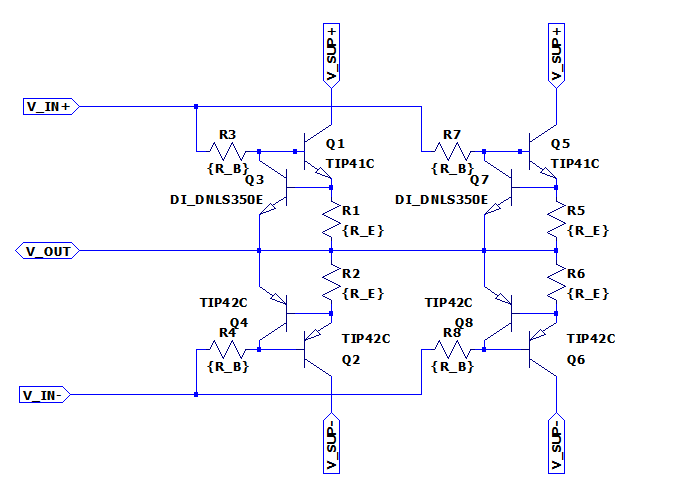 V_SUP+
V_SUP+
V_IN+
R3
Q1
R7
Q5
{R_B}
TIP41C
{R_B}
TIP41C
Q3
Q7
DI_DNLS350E
R1
DI_DNLS350E
R5
{R_E}
{R_E}
V_OUT
R2
R6
{R_E}
{R_E}
TIP42C
TIP42C
Q4
Q8
R4
TIP42C
R8
TIP42C
{R_B}
Q2
{R_B}
Q6
V_IN-
V_SUP-
V_SUP-